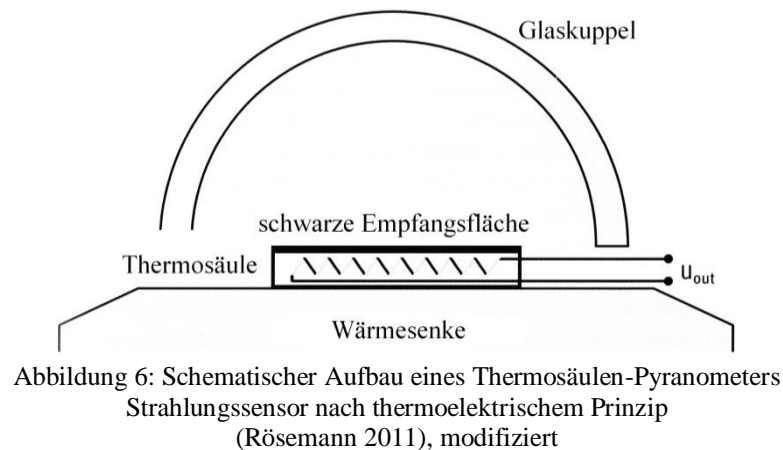 Glaskuppel
schwarze Empfangsfläche
Thermosäule
u_out
Wärmesenke
Abbildung 6: Schematischer Aufbau eines Thermosäulen-Pyranometers
Strahlungssensor nach thermoelektrischem Prinzip
(Rösemann 2011), modifiziert